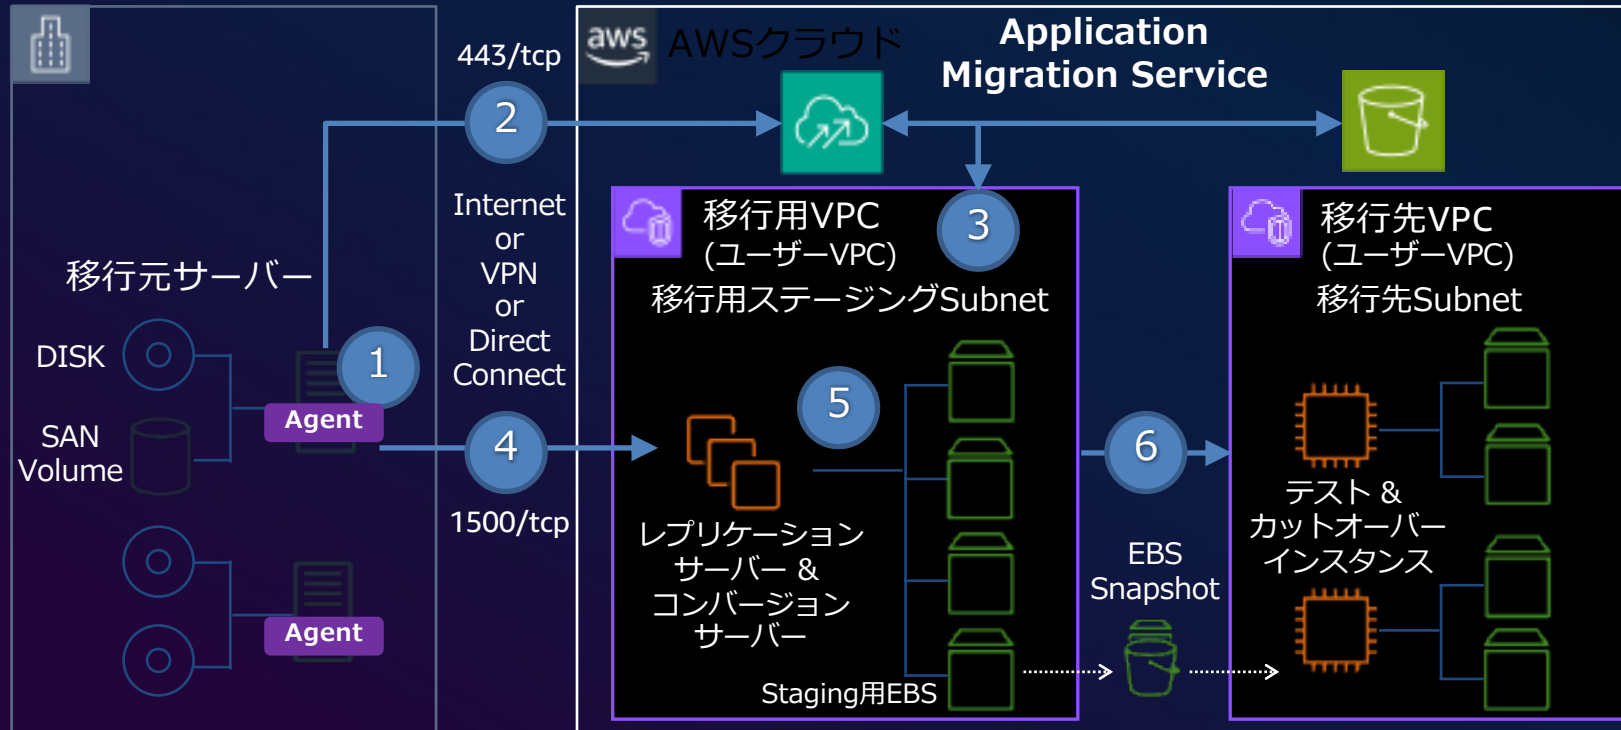 443/tcp
aws
AWSクラウド
Application
Migration Service
2
Internet
or
VPN
or
Direct
Connect
移行用VPC
(ユーザーVPC)
3
移行用ステージングSubnet
移行先VPC
(ユーザーVPC)
移行先Subnet
移行元サーバー
DISK
1
Agent
SAN
Volume
4
1500/tcp
Agent
5
レプリケーション
サーバー &
コンバージョン
サーバー
Staging用EBS
6
EBS
Snapshot
テスト &
カットオーバー
インスタンス